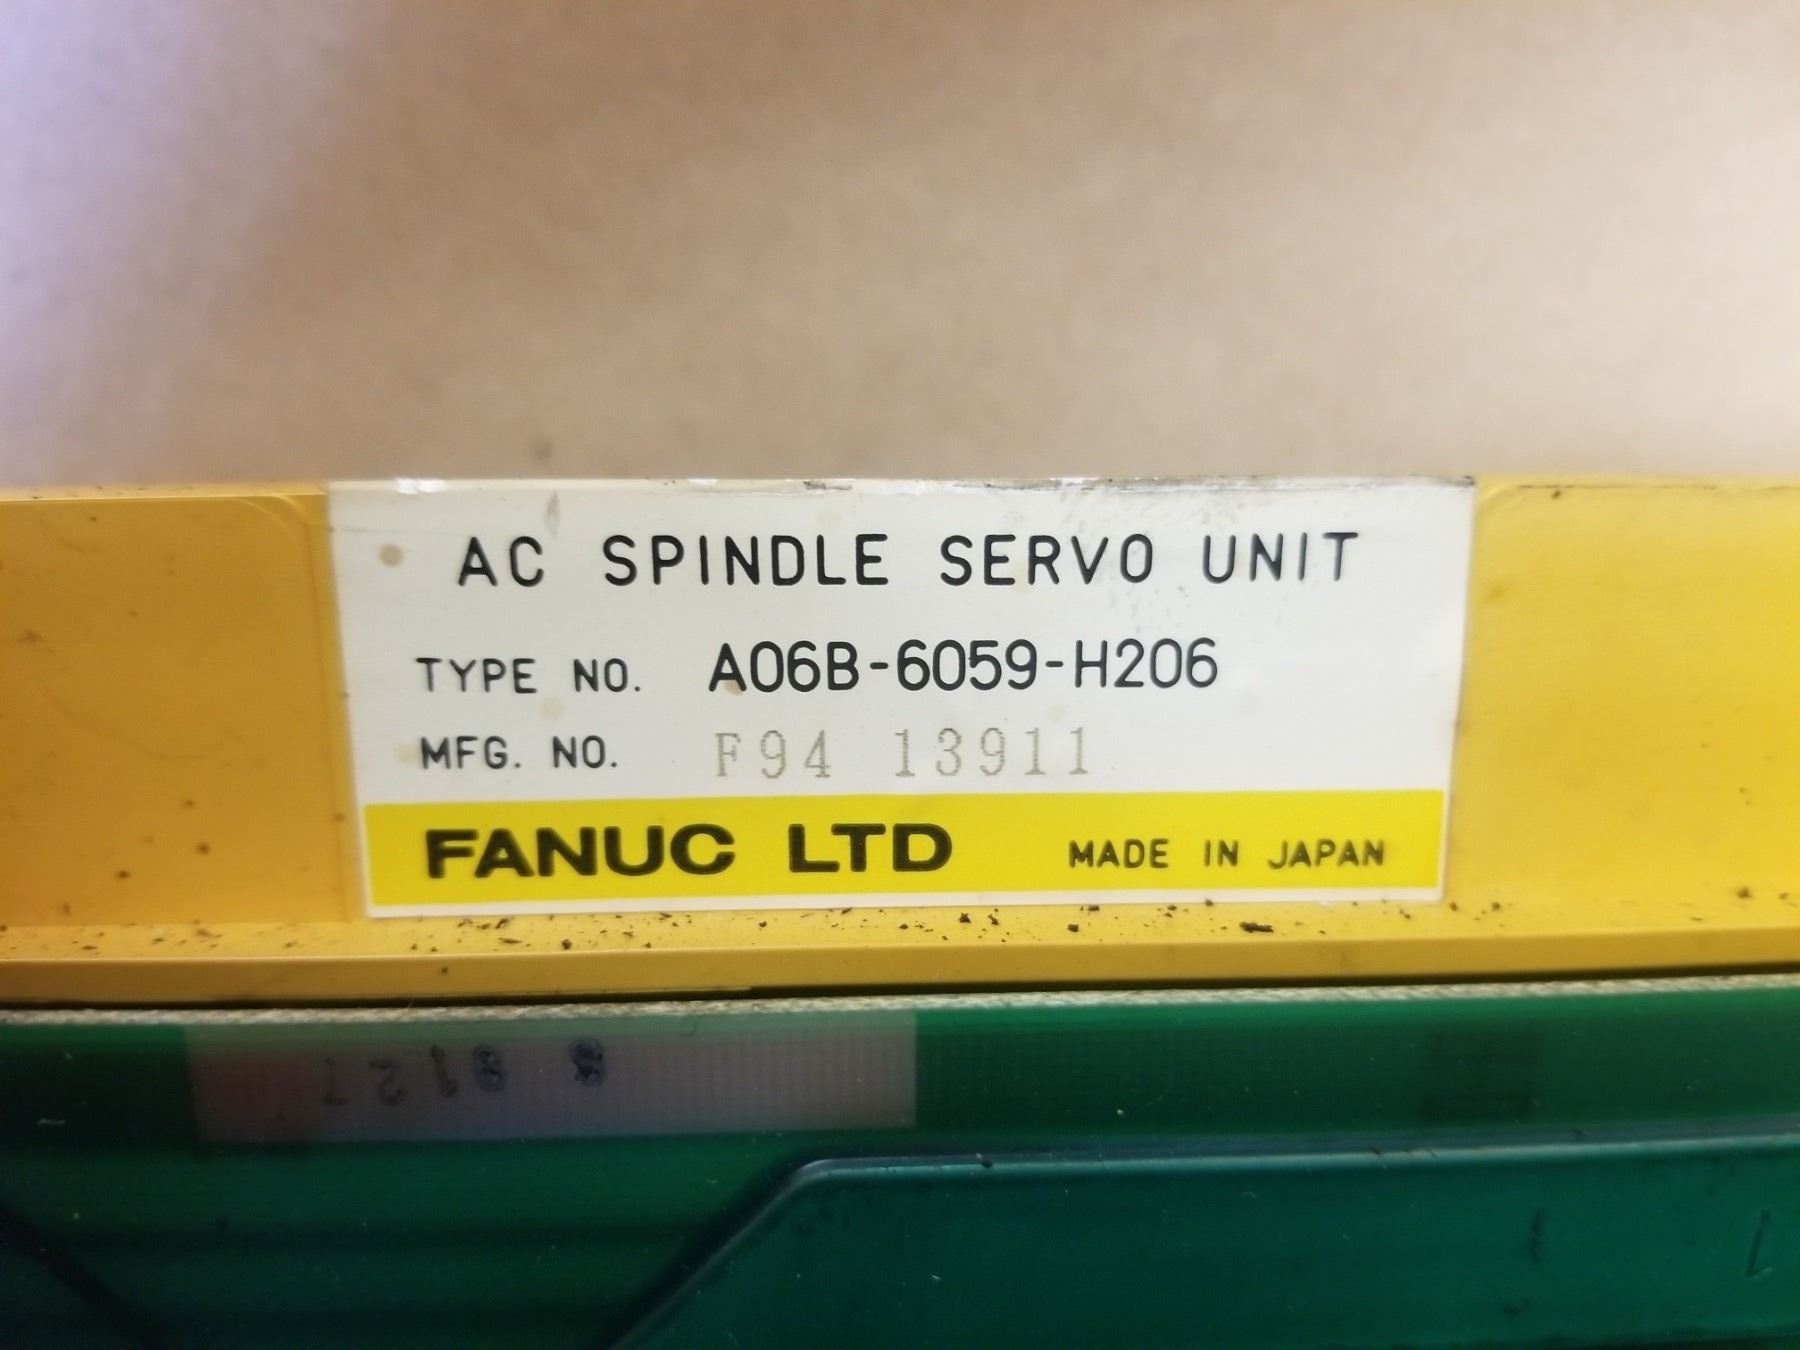 AC SPINDLE SERVO UNIT
TYPE NO. A06B-6059-H206
MFG. NO. F94 13911
FANUC LTD MADE IN JAPAN